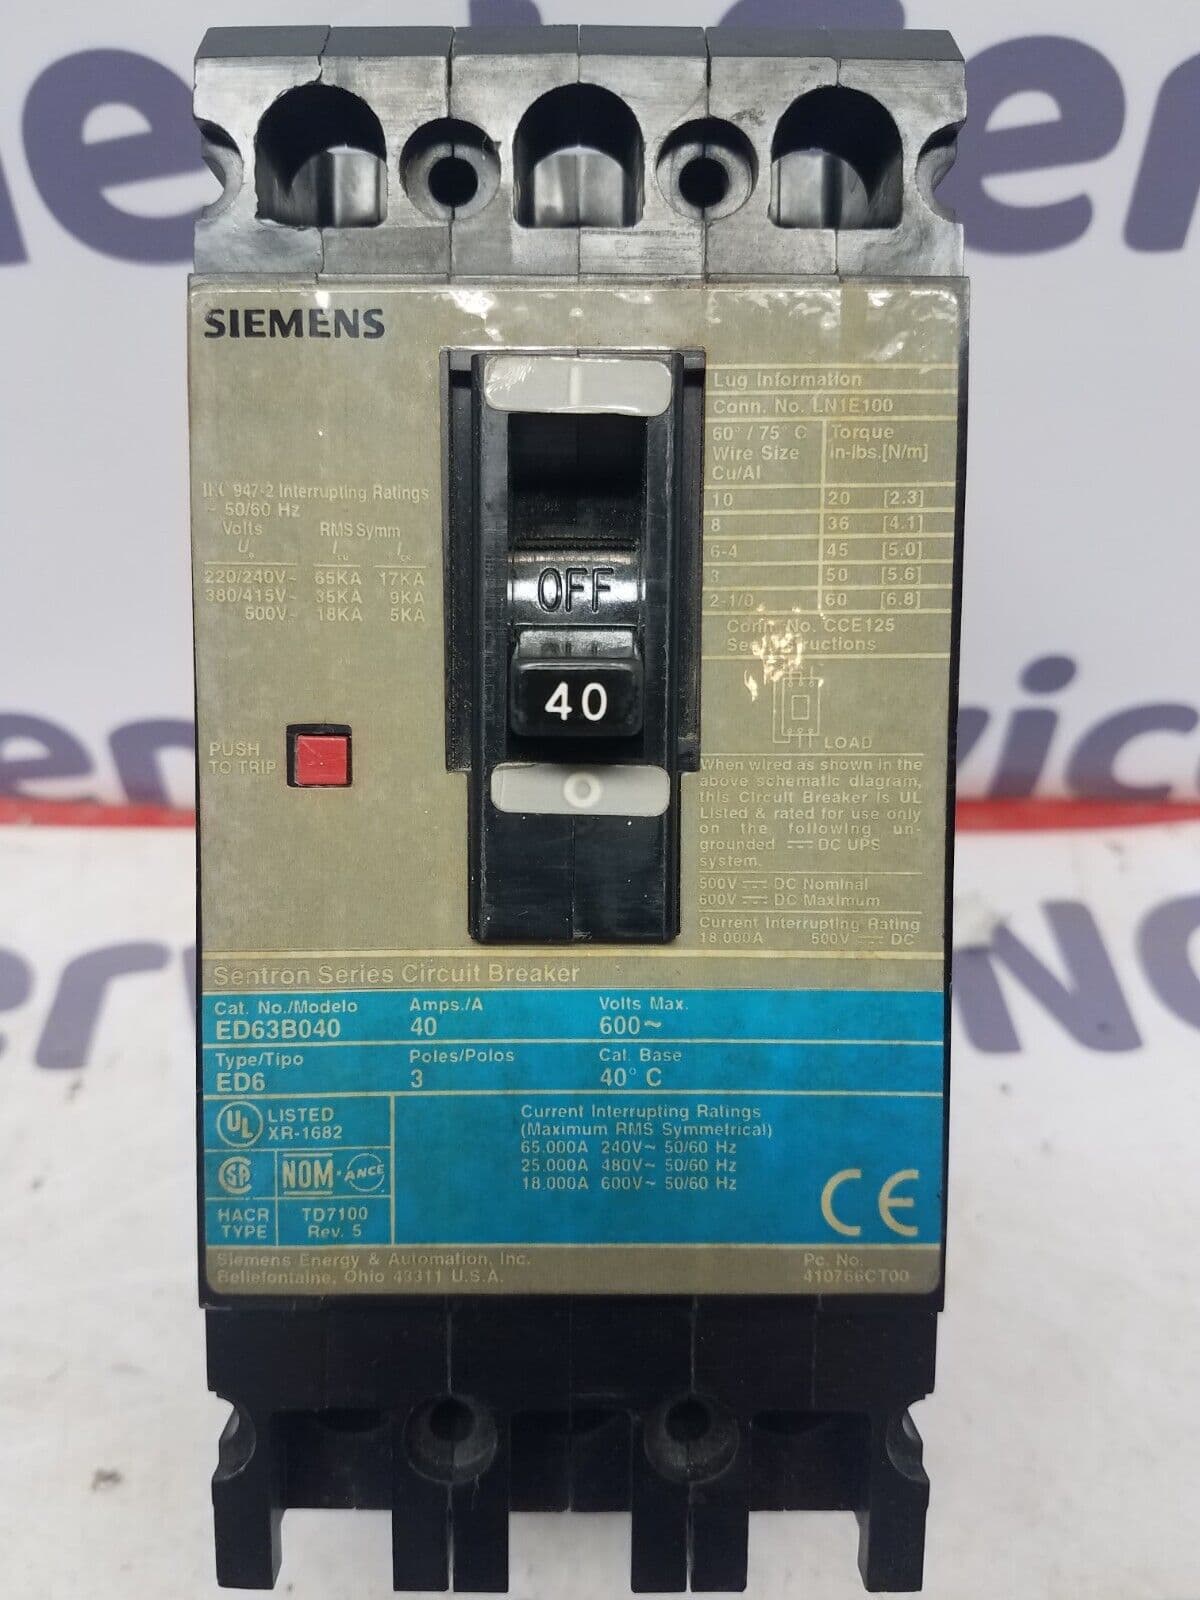 SIEMENS
947-2 Interrupting Ratings
~ 50/60 Hz
Volts RMS Symm
220/240V~ 65KA 17KA
380/415V~ 35KA 9KA
500V~ 18KA 5KA
PUSH
TO TRIP
I
OFF
40
O
Lug Information
Conn. No. LN1E100
60° / 75° C Torque
Wire Size in-lbs.[N/m]
Cu/Al
10 20 [2.3]
8 36 [4.1]
6-4 45 [5.0]
3 50 [5.6]
2-1/0 60 [6.8]
Conn. No. CCE125
LOAD
When wired as shown in the
above schematic diagram,
this Circuit Breaker is UL
Listed & rated for use only
on the following un-
grounded ⎓ DC UPS
system.
500V ⎓ DC Nominal
600V ⎓ DC Maximum
Current Interrupting Rating
18.000A 500V ⎓ DC
Sentron Series Circuit Breaker
Cat. No./Modelo Amps./A Volts Max.
ED63B040 40 600~
Type/Tipo Poles/Polos Cal. Base
ED6 3 40° C
UL LISTED
XR-1682
SA NOM-ANCE
HACR TD7100
TYPE Rev. 5
Current Interrupting Ratings
(Maximum RMS Symmetrical)
65.000A 240V~ 50/60 Hz
25.000A 480V~ 50/60 Hz
18.000A 600V~ 50/60 Hz
CE
Siemens Energy & Automation, Inc. Pc. No.
Bellefontaine, Ohio 43311 U.S.A. 410766CT00